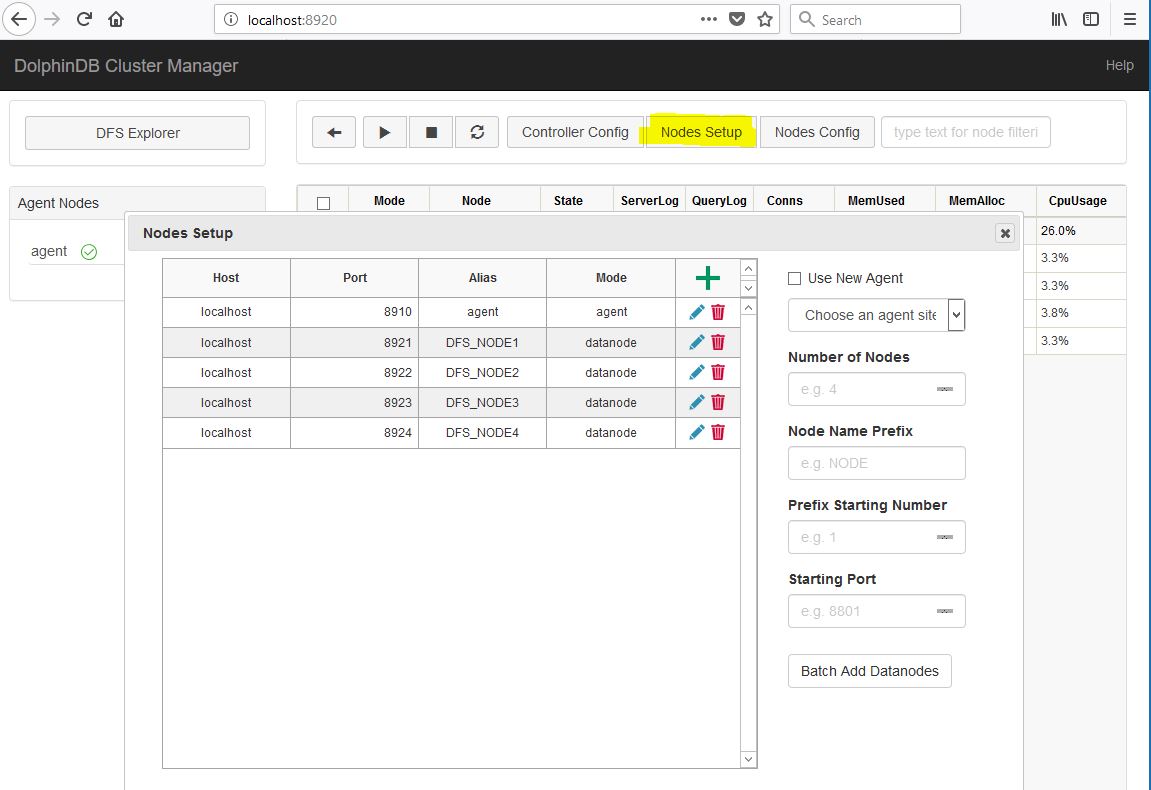 localhost:8920
Search
DolphinDB Cluster Manager
Help
DFS Explorer
Controller Config
Nodes Setup
Nodes Config
type text for node filteri
Agent Nodes
agent
Mode Node State ServerLog QueryLog Conns MemUsed MemAlloc CpuUsage
26.0%
3.3%
3.3%
3.8%
3.3%
Nodes Setup
Host Port Alias Mode
localhost 8910 agent agent
localhost 8921 DFS_NODE1 datanode
localhost 8922 DFS_NODE2 datanode
localhost 8923 DFS_NODE3 datanode
localhost 8924 DFS_NODE4 datanode
Use New Agent
Choose an agent site
Number of Nodes
e.g. 4
Node Name Prefix
e.g. NODE
Prefix Starting Number
e.g. 1
Starting Port
e.g. 8801
Batch Add Datanodes